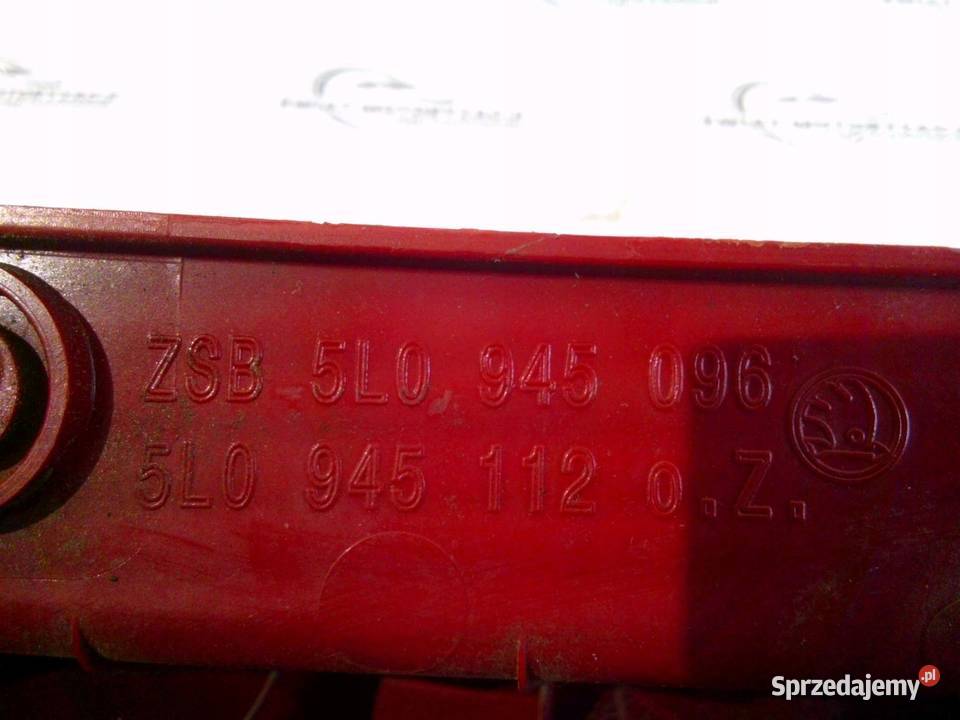 ZSB 5L0 945 096
5L0 945 112 o.Z.
Sprzedajemy.pl